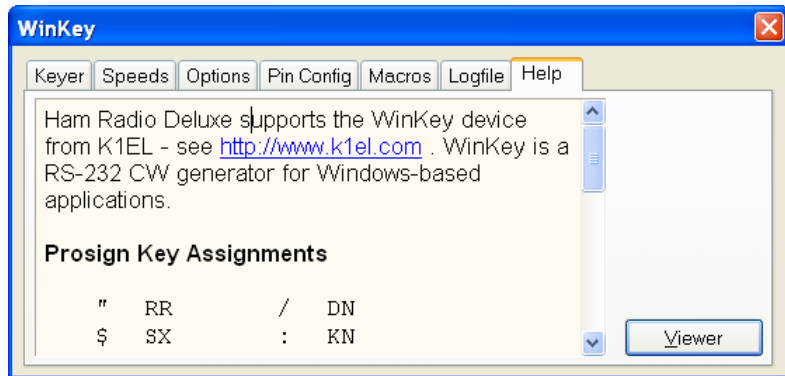 WinKey
Keyer Speeds Options Pin Config Macros Logfile Help
Ham Radio Deluxe supports the WinKey device
from K1EL - see http://www.k1el.com . WinKey is a
RS-232 CW generator for Windows-based
applications.
Prosign Key Assignments
" RR / DN
$ SX : KN
Viewer